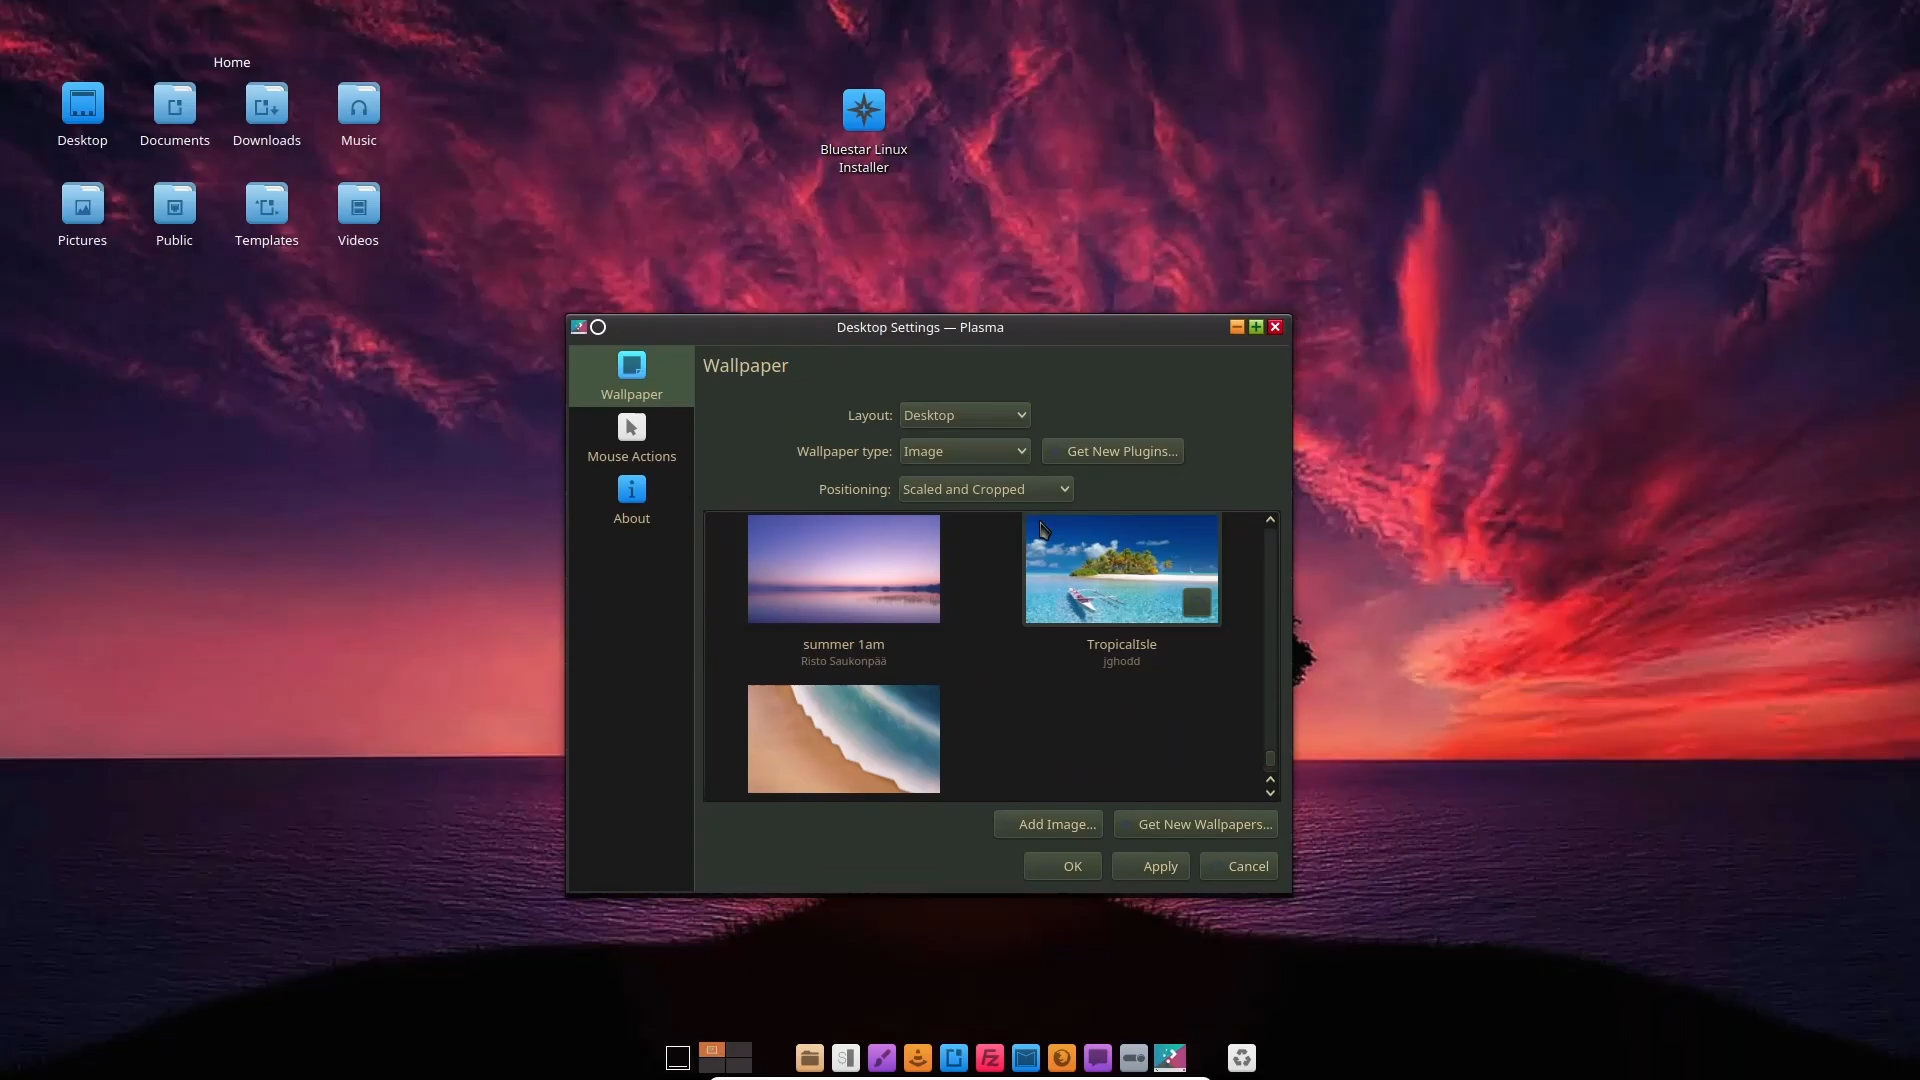 Home
Desktop
Documents
Downloads
Music
Pictures
Public
Templates
Videos
Bluestar Linux
Installer
Desktop Settings — Plasma
Wallpaper
Mouse Actions
About
Wallpaper
Layout: Desktop
Wallpaper type: Image Get New Plugins...
Positioning: Scaled and Cropped
summer 1am
Risto Saukonpää
TropicalIsle
jghodd
Add Image... Get New Wallpapers...
OK Apply Cancel